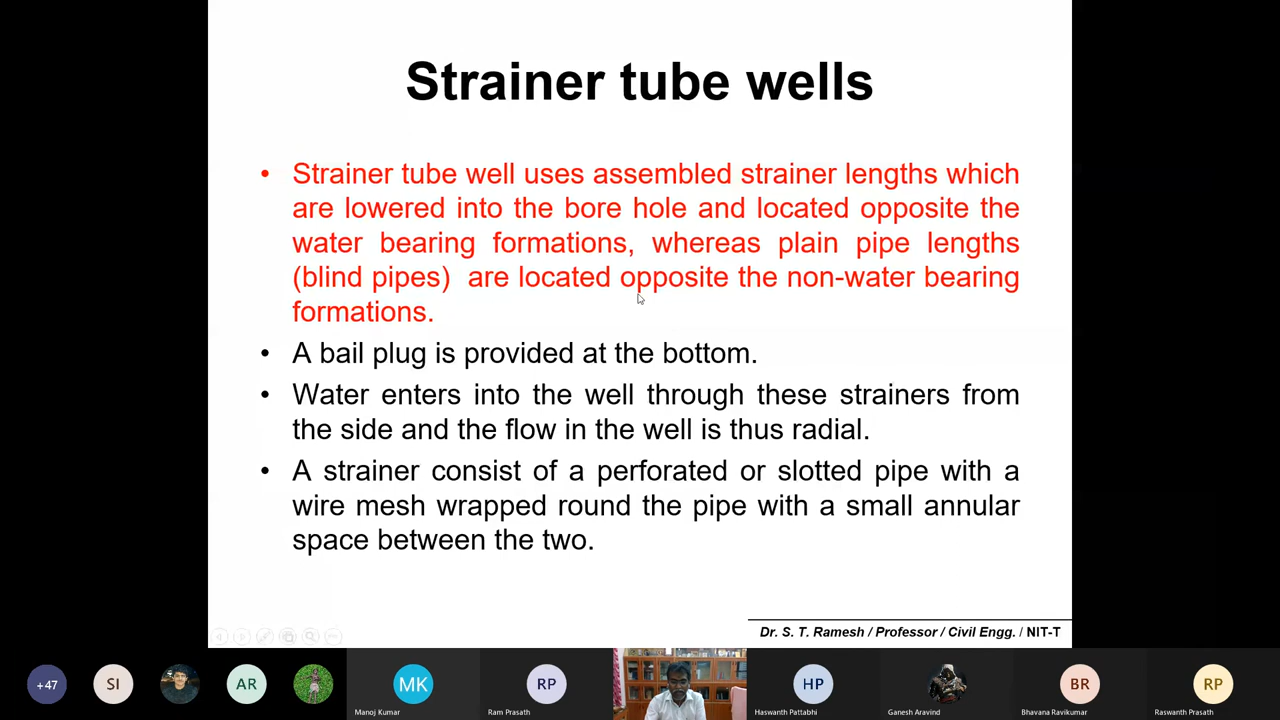 Strainer tube wells
• Strainer tube well uses assembled strainer lengths which
are lowered into the bore hole and located opposite the
water bearing formations, whereas plain pipe lengths
(blind pipes) are located opposite the non-water bearing
formations.
• A bail plug is provided at the bottom.
• Water enters into the well through these strainers from
the side and the flow in the well is thus radial.
• A strainer consist of a perforated or slotted pipe with a
wire mesh wrapped round the pipe with a small annular
space between the two.
Dr. S. T. Ramesh / Professor / Civil Engg. / NIT-T
+47 SI AR MK RP HP BR RP
Manoj Kumar Ram Prasath Haswanth Pattabhi Ganesh Aravind Bhavana Ravikumar Raswanth Prasath